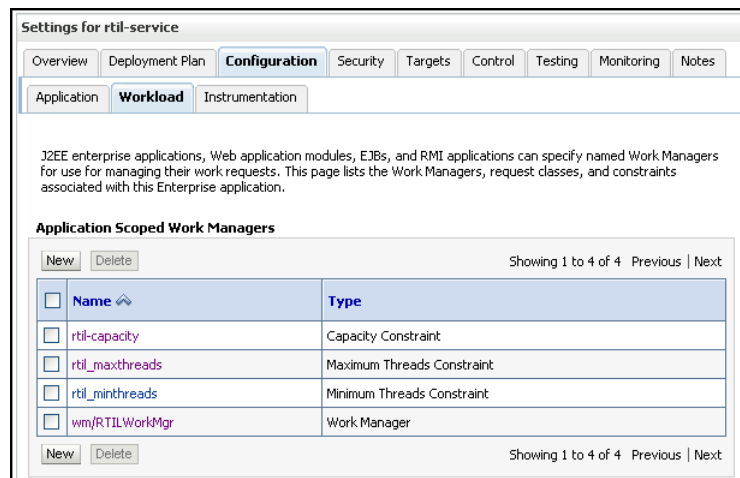 Settings for rtil-service
Overview Deployment Plan Configuration Security Targets Control Testing Monitoring Notes
Application Workload Instrumentation
J2EE enterprise applications, Web application modules, EJBs, and RMI applications can specify named Work Managers
for use for managing their work requests. This page lists the Work Managers, request classes, and constraints
associated with this Enterprise application.
Application Scoped Work Managers
New Delete Showing 1 to 4 of 4 Previous | Next
Name Type
rtil-capacity Capacity Constraint
rtil_maxthreads Maximum Threads Constraint
rtil_minthreads Minimum Threads Constraint
wm/RTILWorkMgr Work Manager
New Delete Showing 1 to 4 of 4 Previous | Next